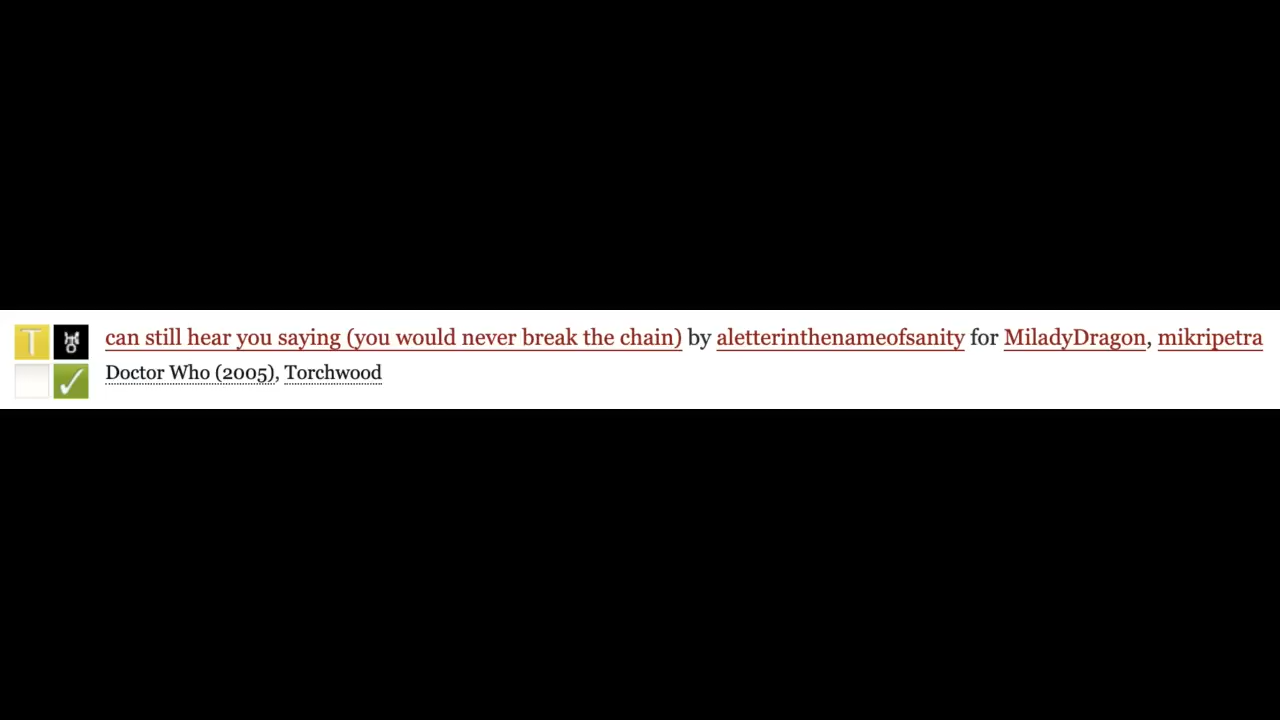 T
can still hear you saying (you would never break the chain) by aletterinthenameofsanity for MiladyDragon, mikripetra
Doctor Who (2005), Torchwood